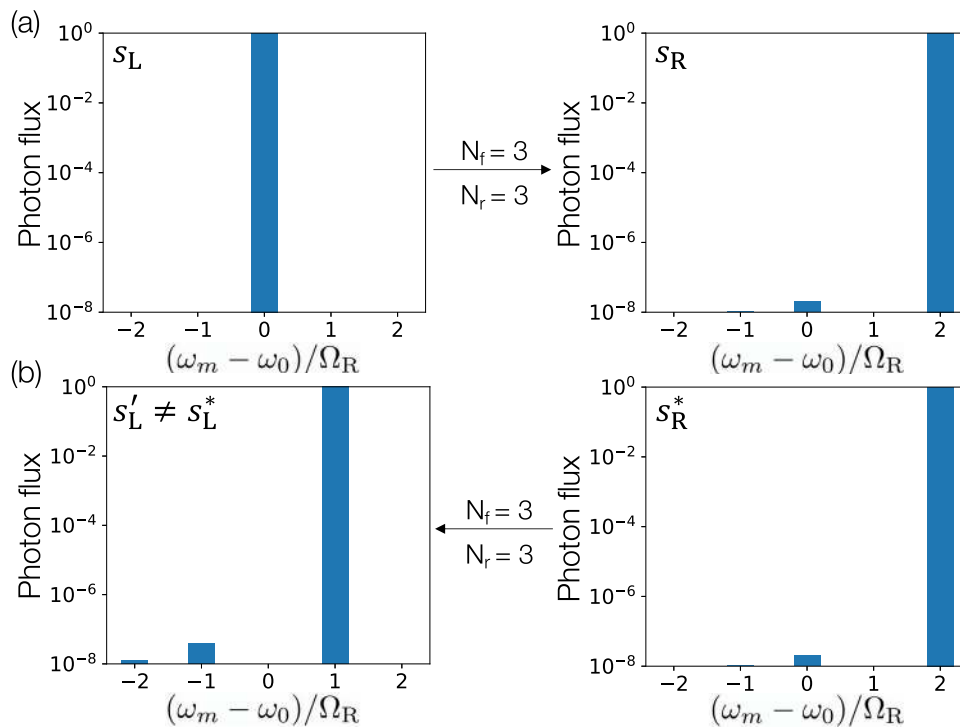 (a)
s_L
Photon flux
10^0
10^-2
10^-4
10^-6
10^-8
−2 −1 0 1 2
(ω_m − ω_0)/Ω_R
N_f = 3
N_r = 3
s_R
Photon flux
10^0
10^-2
10^-4
10^-6
10^-8
−2 −1 0 1 2
(ω_m − ω_0)/Ω_R
(b)
s_L′ ≠ s_L^*
Photon flux
10^0
10^-2
10^-4
10^-6
10^-8
−2 −1 0 1 2
(ω_m − ω_0)/Ω_R
N_f = 3
N_r = 3
s_R^*
Photon flux
10^0
10^-2
10^-4
10^-6
10^-8
−2 −1 0 1 2
(ω_m − ω_0)/Ω_R